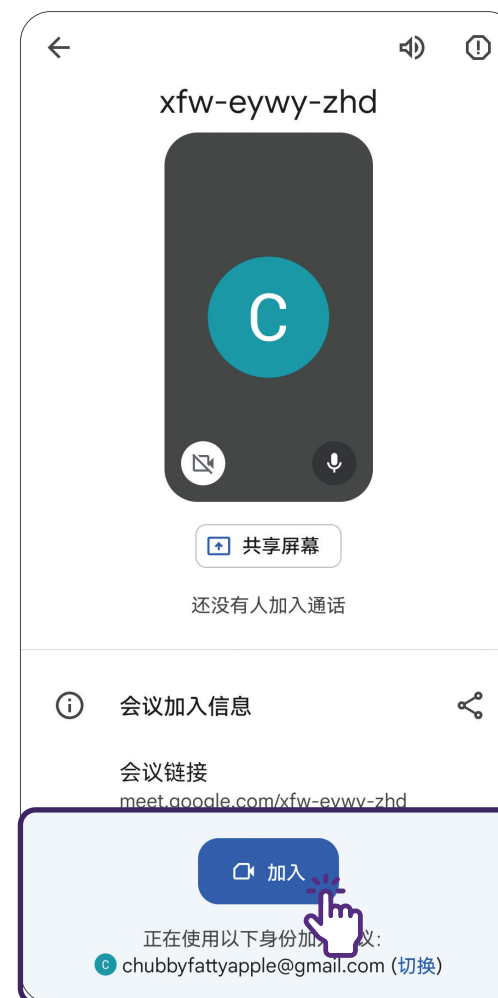 xfw-eywy-zhd
C
共享屏幕
还没有人加入通话
会议加入信息
会议链接
meet.google.com/xfw-eywy-zhd
加入
正在使用以下身份加 议:
C chubbyfattyapple@gmail.com (切换)